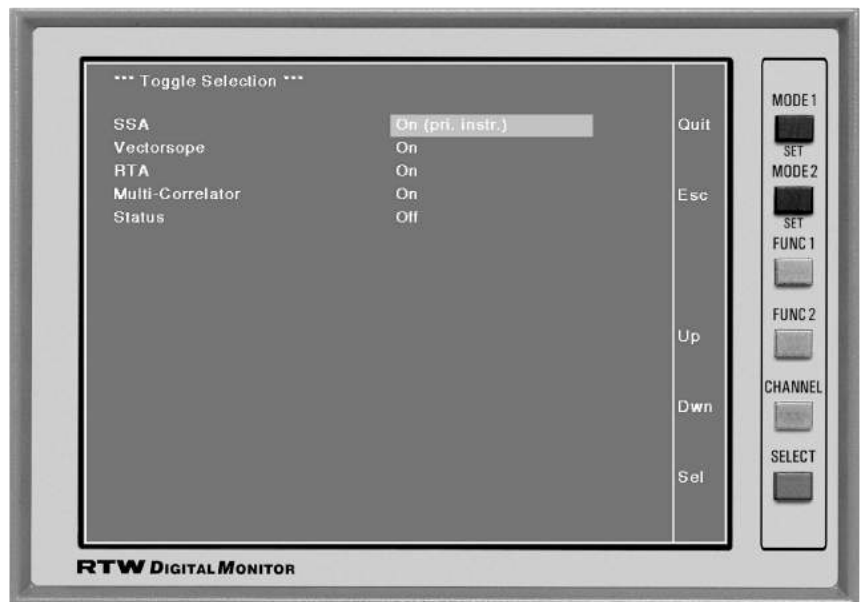 *** Toggle Selection ***
SSA On (pri. instr.)
Vectorsope On
RTA On
Multi-Correlator On
Status Off
Quit
Esc
Up
Dwn
Sel
MODE 1
SET
MODE 2
SET
FUNC 1
FUNC 2
CHANNEL
SELECT
RTW DIGITAL MONITOR